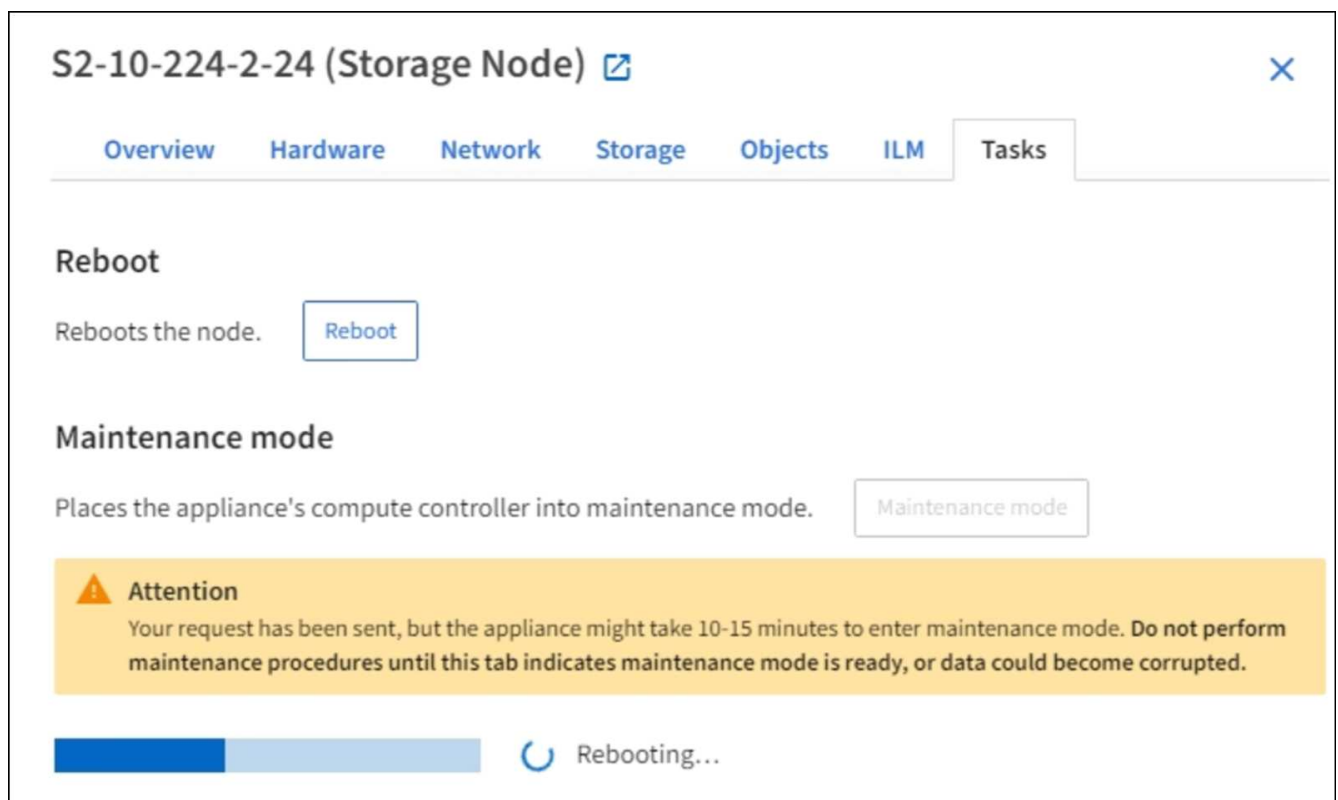 S2-10-224-2-24 (Storage Node)
Overview Hardware Network Storage Objects ILM Tasks
Reboot
Reboots the node. Reboot
Maintenance mode
Places the appliance's compute controller into maintenance mode. Maintenance mode
Attention
Your request has been sent, but the appliance might take 10-15 minutes to enter maintenance mode. Do not perform
maintenance procedures until this tab indicates maintenance mode is ready, or data could become corrupted.
Rebooting...